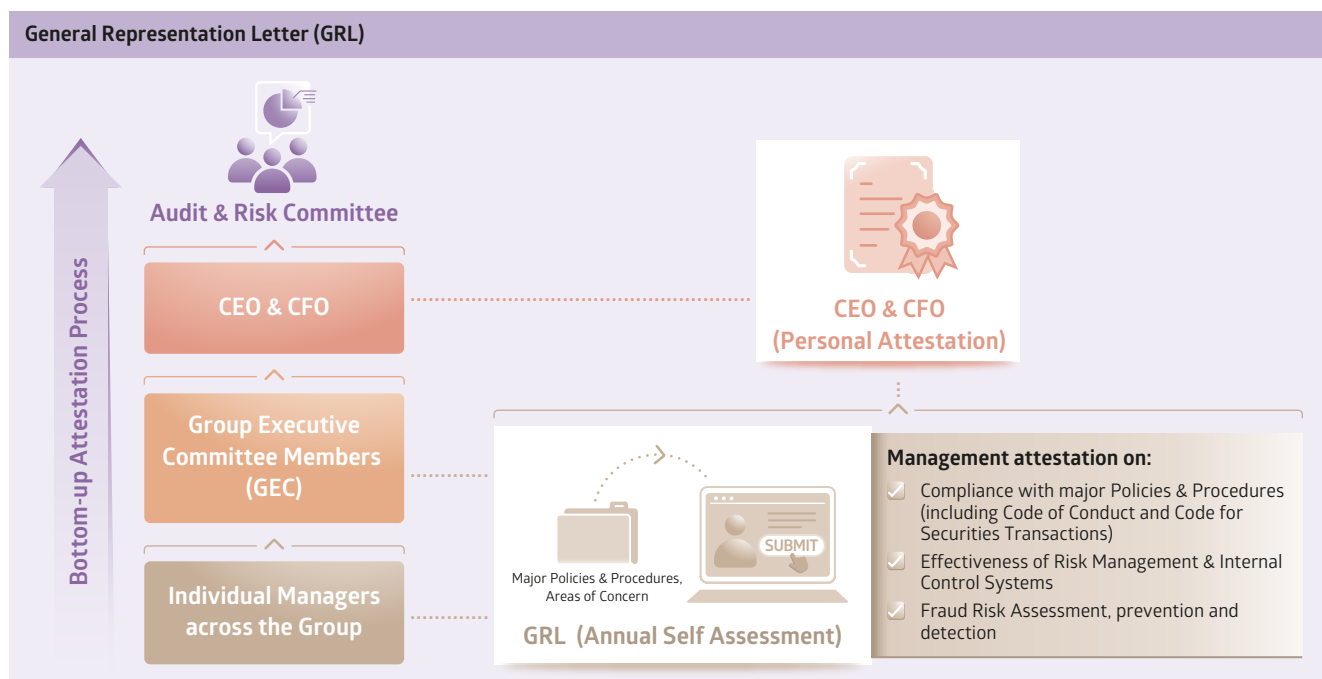 General Representation Letter (GRL)
Bottom-up Attestation Process
Audit & Risk Committee
CEO & CFO
Group Executive
Committee Members
(GEC)
Individual Managers
across the Group
CEO & CFO
(Personal Attestation)
SUBMIT
Major Policies & Procedures,
Areas of Concern
GRL (Annual Self Assessment)
Management attestation on:
Compliance with major Policies & Procedures
(including Code of Conduct and Code for
Securities Transactions)
Effectiveness of Risk Management & Internal
Control Systems
Fraud Risk Assessment, prevention and
detection